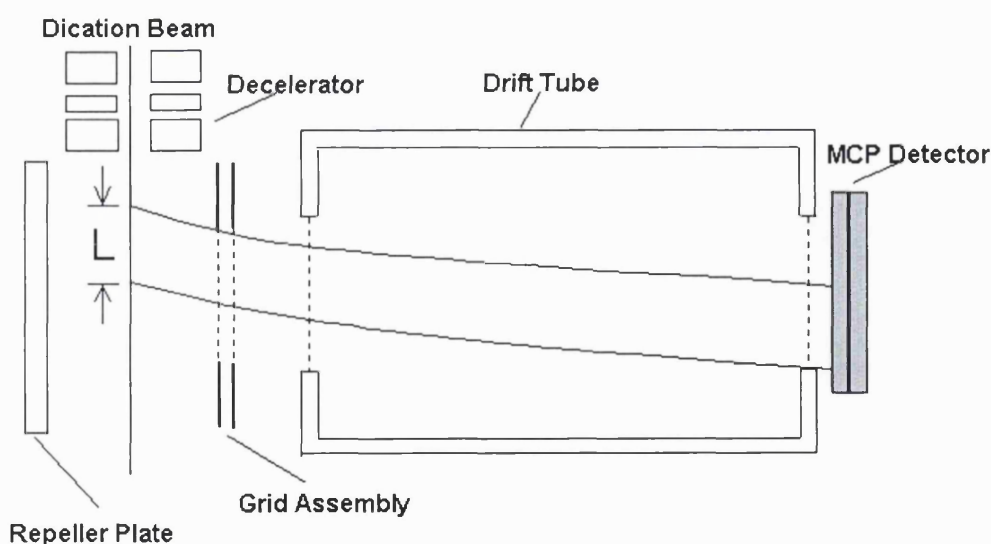 Dication Beam
Decelerator
Drift Tube
MCP Detector
L
Grid Assembly
Repeller Plate